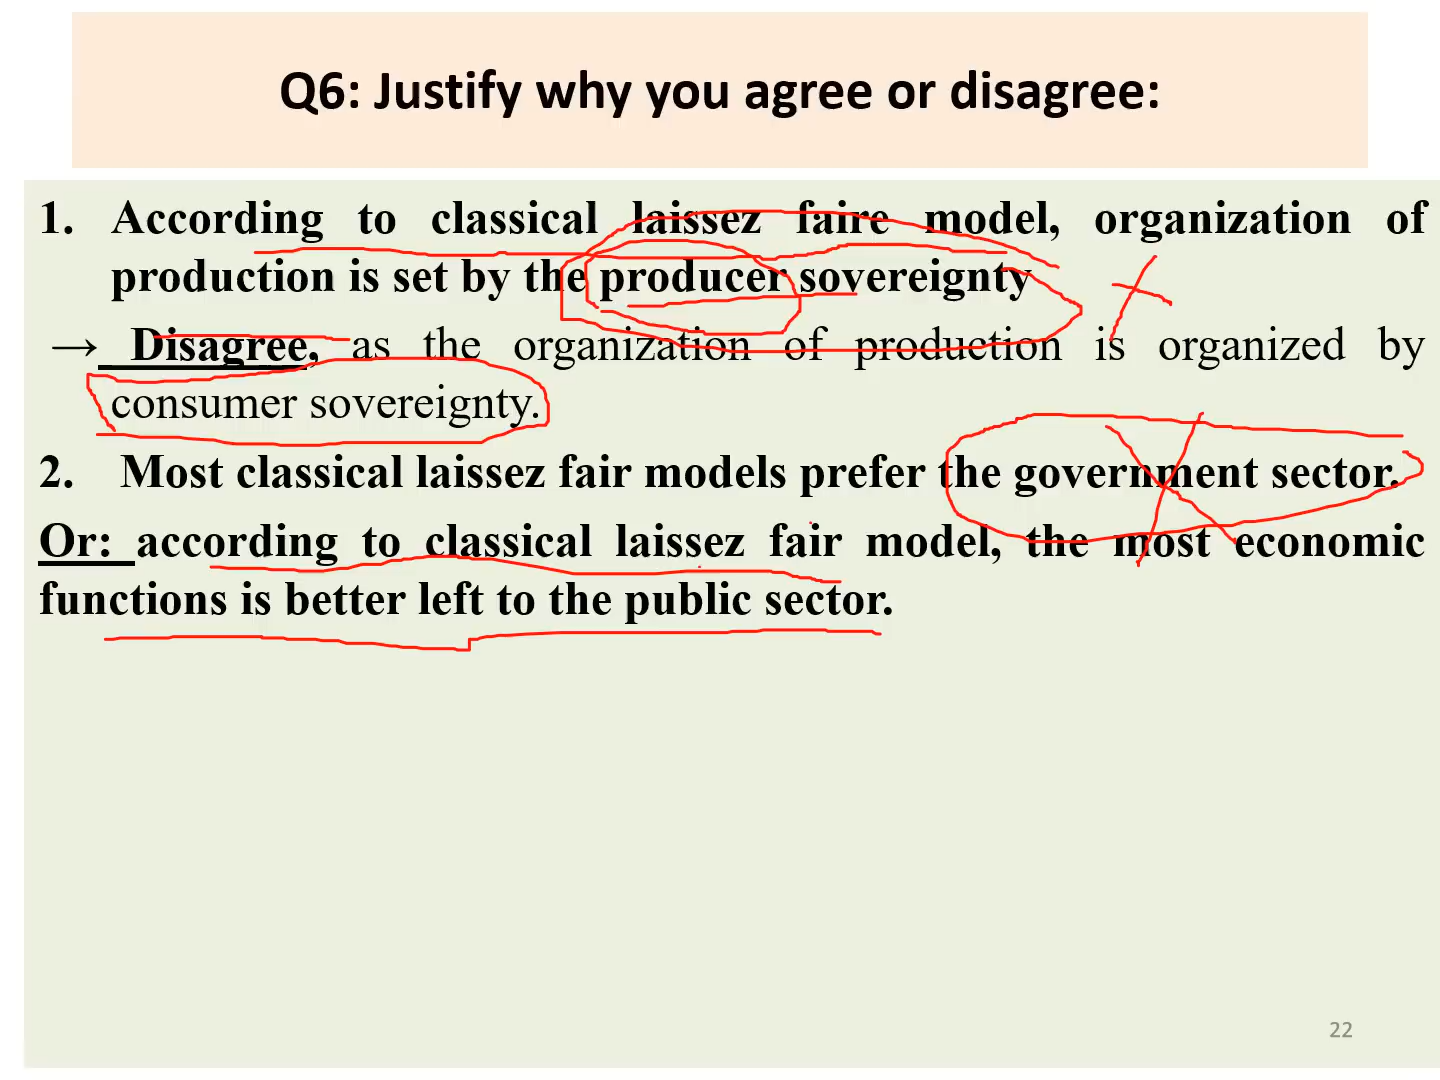 Q6: Justify why you agree or disagree:
1. According to classical laissez faire model, organization of
production is set by the producer sovereignty
→ Disagree, as the organization of production is organized by
consumer sovereignty.
2. Most classical laissez fair models prefer the government sector.
Or: according to classical laissez fair model, the most economic
functions is better left to the public sector.
22